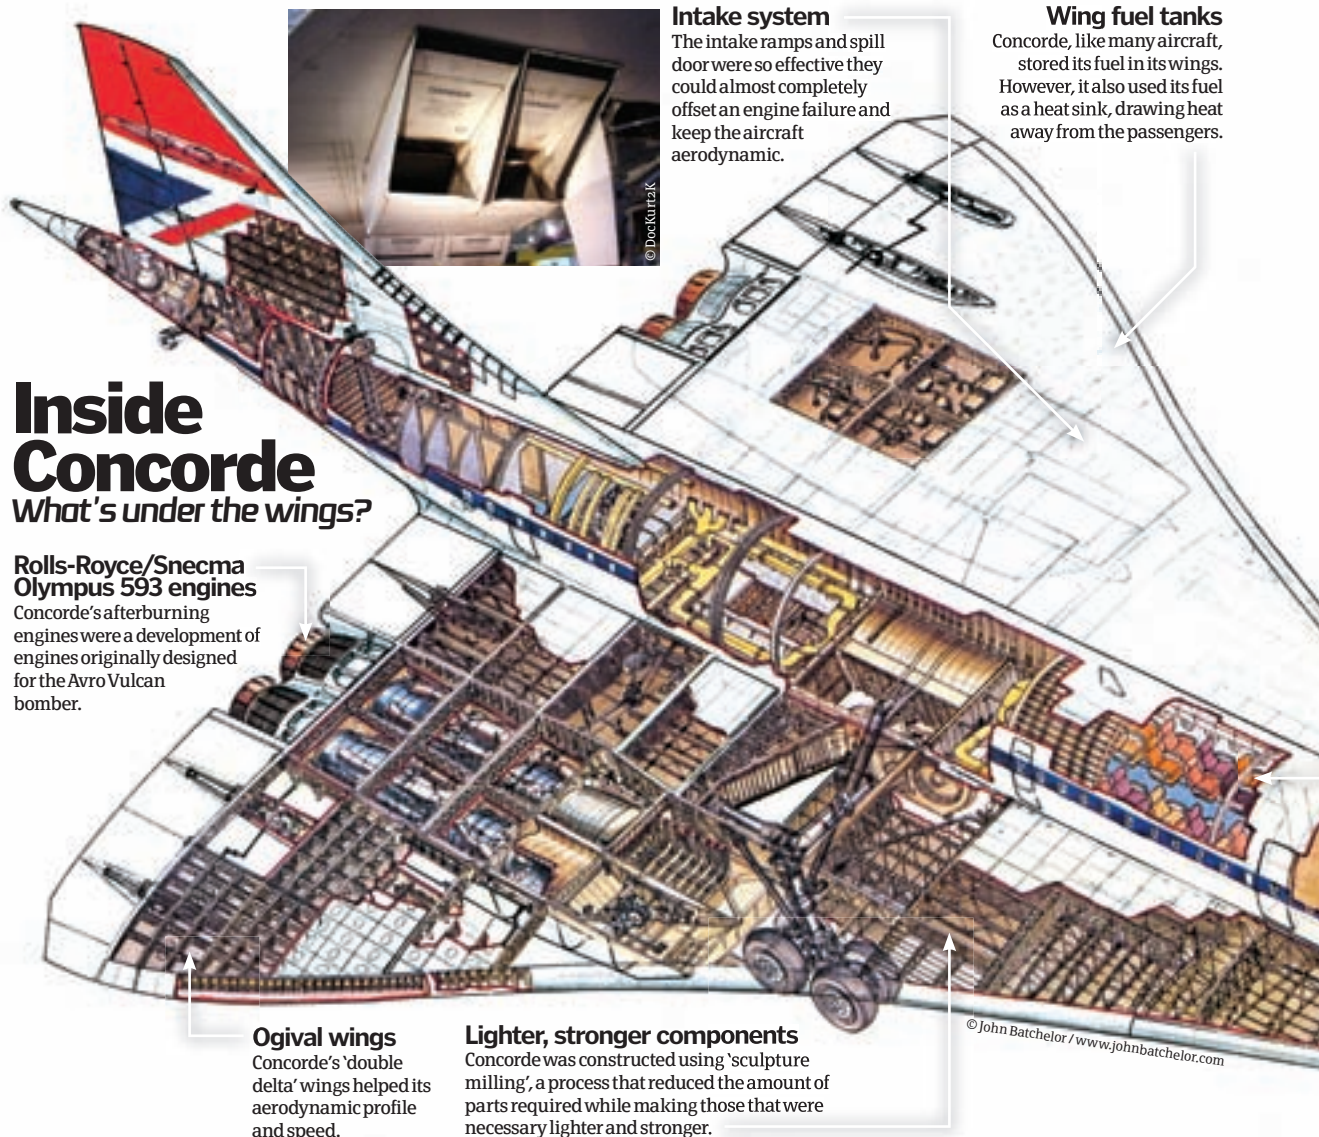 Intake system
The intake ramps and spill
door were so effective they
could almost completely
offset an engine failure and
keep the aircraft
aerodynamic.
Wing fuel tanks
Concorde, like many aircraft,
stored its fuel in its wings.
However, it also used its fuel
as a heat sink, drawing heat
away from the passengers.
© DocKurt2K
Inside
Concorde
What's under the wings?
Rolls-Royce/Snecma
Olympus 593 engines
Concorde's afterburning
engines were a development of
engines originally designed
for the Avro Vulcan
bomber.
Ogival wings
Concorde's 'double
delta' wings helped its
aerodynamic profile
and speed.
Lighter, stronger components
Concorde was constructed using 'sculpture
milling', a process that reduced the amount of
parts required while making those that were
necessary lighter and stronger.
© John Batchelor / www.johnbatchelor.com